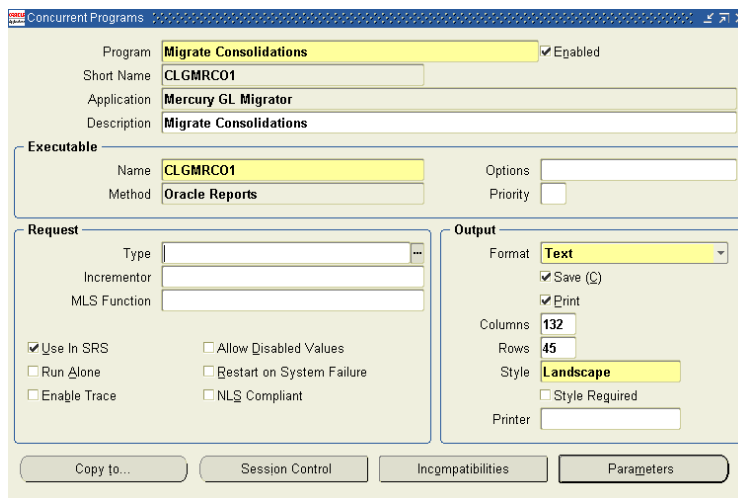 Concurrent Programs
Program Migrate Consolidations Enabled
Short Name CLGMRCO1
Application Mercury GL Migrator
Description Migrate Consolidations
Executable
Name CLGMRCO1 Options
Method Oracle Reports Priority
Request
Type ...
Incrementor
MLS Function
Use In SRS Allow Disabled Values
Run Alone Restart on System Failure
Enable Trace NLS Compliant
Output
Format Text
Save (C)
Print
Columns 132
Rows 45
Style Landscape
Style Required
Printer
Copy to... Session Control Incompatibilities Parameters